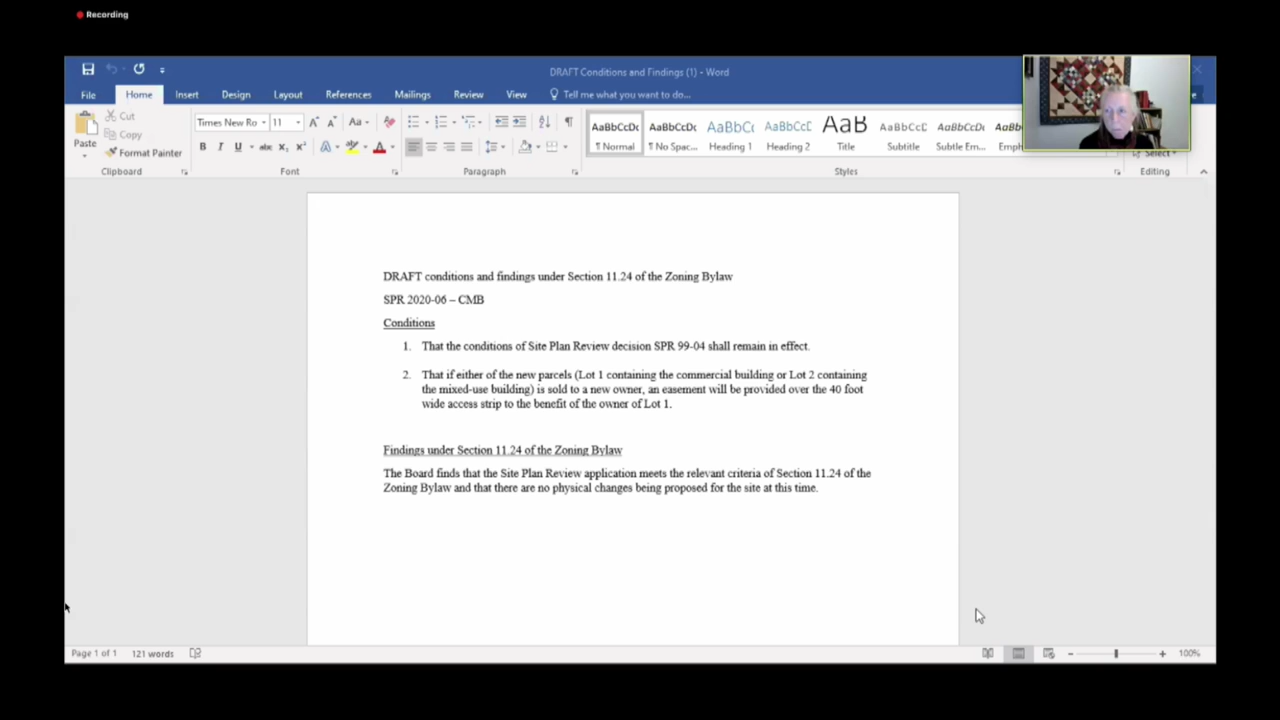 Recording
DRAFT Conditions and Findings (1) - Word
File Home Insert Design Layout References Mailings Review View Tell me what you want to do...
Cut
Copy
Paste
Format Painter
Times New Ro 11
Aa
B I U abc X₂ X²
A A
AaBbCcDc AaBbCcDc AaBbCc AaBbCcD AaB AaBbCcD AaBbCcDc
¶ Normal ¶ No Spac... Heading 1 Heading 2 Title Subtitle Subtle Em... Emph
Select
Clipboard Font Paragraph Styles Editing
DRAFT conditions and findings under Section 11.24 of the Zoning Bylaw
SPR 2020-06 – CMB
Conditions
1. That the conditions of Site Plan Review decision SPR 99-04 shall remain in effect.
2. That if either of the new parcels (Lot 1 containing the commercial building or Lot 2 containing
the mixed-use building) is sold to a new owner, an easement will be provided over the 40 foot
wide access strip to the benefit of the owner of Lot 1.
Findings under Section 11.24 of the Zoning Bylaw
The Board finds that the Site Plan Review application meets the relevant criteria of Section 11.24 of the
Zoning Bylaw and that there are no physical changes being proposed for the site at this time.
Page 1 of 1 121 words
100%